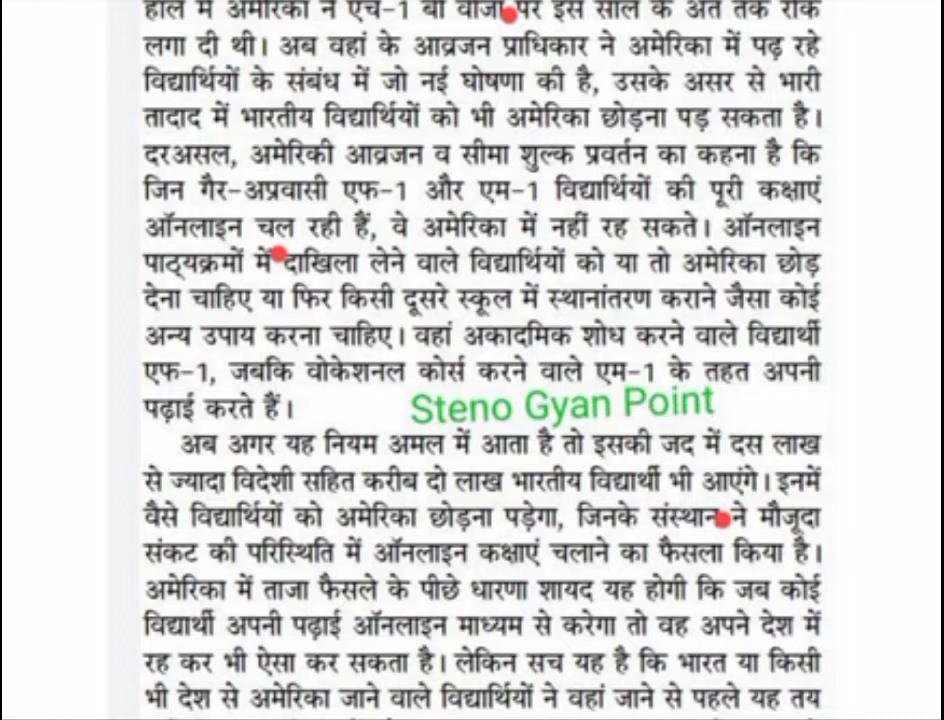 हाल में अमेरिका ने एच-1 बी वीजा पर इस साल के अंत तक रोक
लगा दी थी। अब वहां के आव्रजन प्राधिकार ने अमेरिका में पढ़ रहे
विद्यार्थियों के संबंध में जो नई घोषणा की है, उसके असर से भारी
तादाद में भारतीय विद्यार्थियों को भी अमेरिका छोड़ना पड़ सकता है।
दरअसल, अमेरिकी आव्रजन व सीमा शुल्क प्रवर्तन का कहना है कि
जिन गैर-अप्रवासी एफ-1 और एम-1 विद्यार्थियों की पूरी कक्षाएं
ऑनलाइन चल रही हैं, वे अमेरिका में नहीं रह सकते। ऑनलाइन
पाठ्यक्रमों में दाखिला लेने वाले विद्यार्थियों को या तो अमेरिका छोड़
देना चाहिए या फिर किसी दूसरे स्कूल में स्थानांतरण कराने जैसा कोई
अन्य उपाय करना चाहिए। वहां अकादमिक शोध करने वाले विद्यार्थी
एफ-1, जबकि वोकेशनल कोर्स करने वाले एम-1 के तहत अपनी
पढ़ाई करते हैं।
Steno Gyan Point
अब अगर यह नियम अमल में आता है तो इसकी जद में दस लाख
से ज्यादा विदेशी सहित करीब दो लाख भारतीय विद्यार्थी भी आएंगे। इनमें
वैसे विद्यार्थियों को अमेरिका छोड़ना पड़ेगा, जिनके संस्थान ने मौजूदा
संकट की परिस्थिति में ऑनलाइन कक्षाएं चलाने का फैसला किया है।
अमेरिका में ताजा फैसले के पीछे धारणा शायद यह होगी कि जब कोई
विद्यार्थी अपनी पढ़ाई ऑनलाइन माध्यम से करेगा तो वह अपने देश में
रह कर भी ऐसा कर सकता है। लेकिन सच यह है कि भारत या किसी
भी देश से अमेरिका जाने वाले विद्यार्थियों ने वहां जाने से पहले यह तय